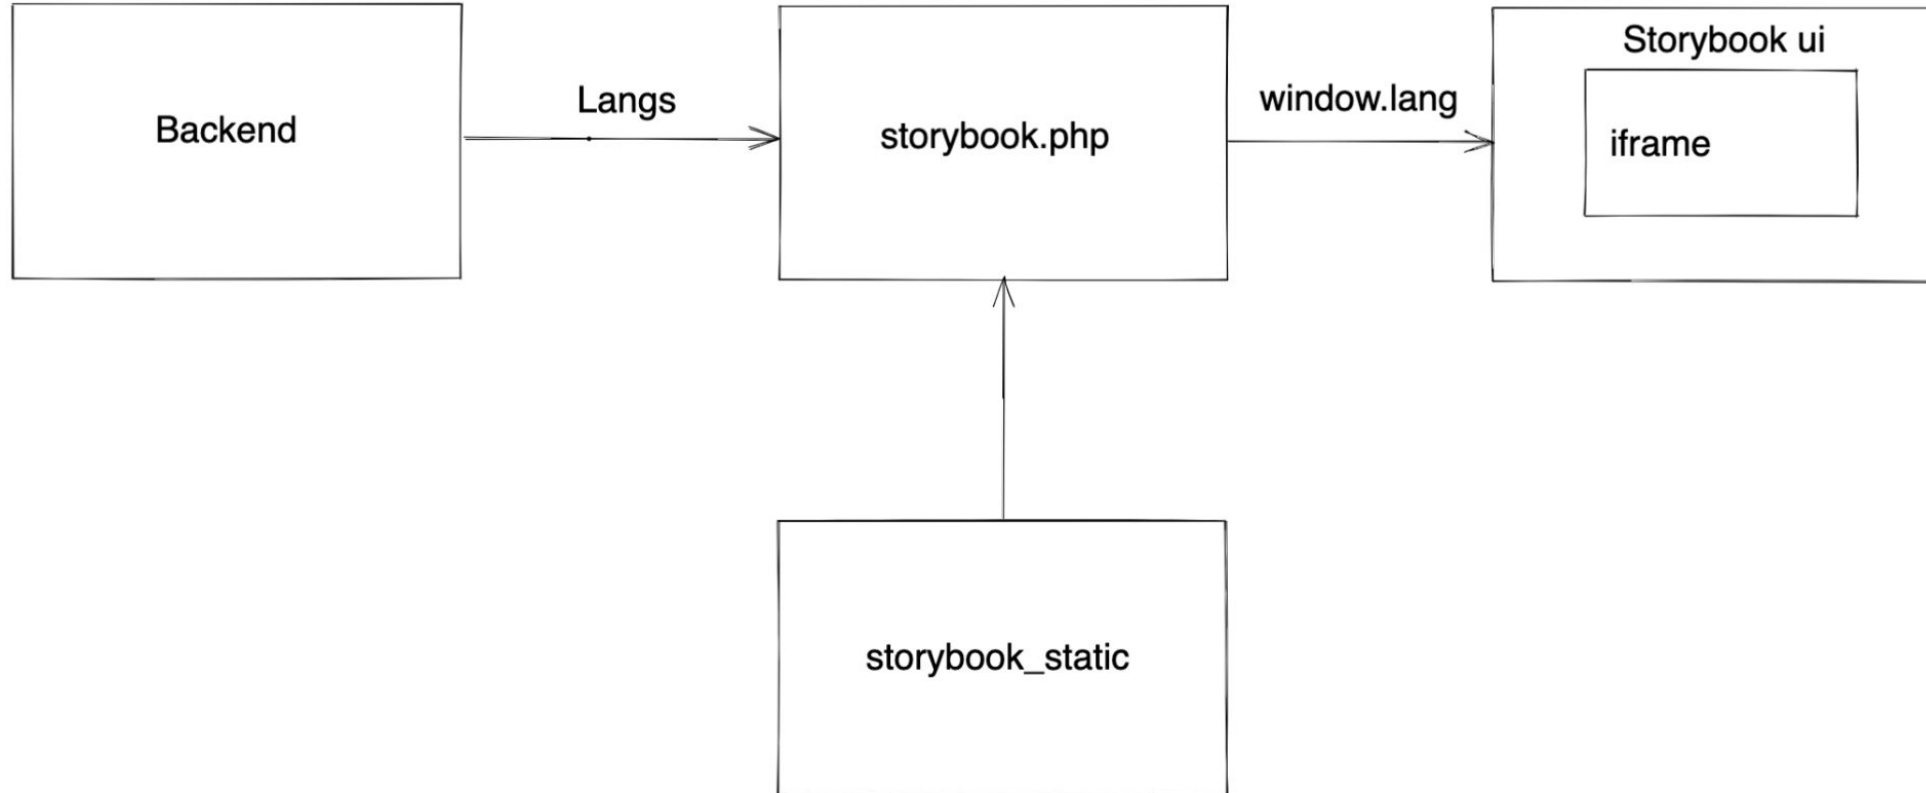 Backend
Langs
storybook.php
window.lang
Storybook ui
iframe
storybook_static